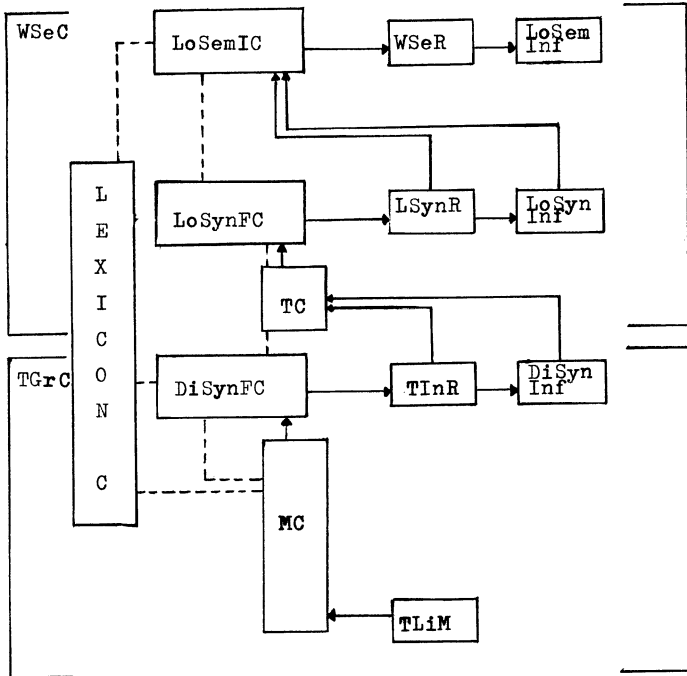 WSeC
LoSemIC
WSeR
LoSem
Inf
L
E
X
I
C
O
N
C
LoSynFC
LSynR
LoSyn
Inf
TC
TGrC
DiSynFC
TInR
DiSyn
Inf
MC
TLiM